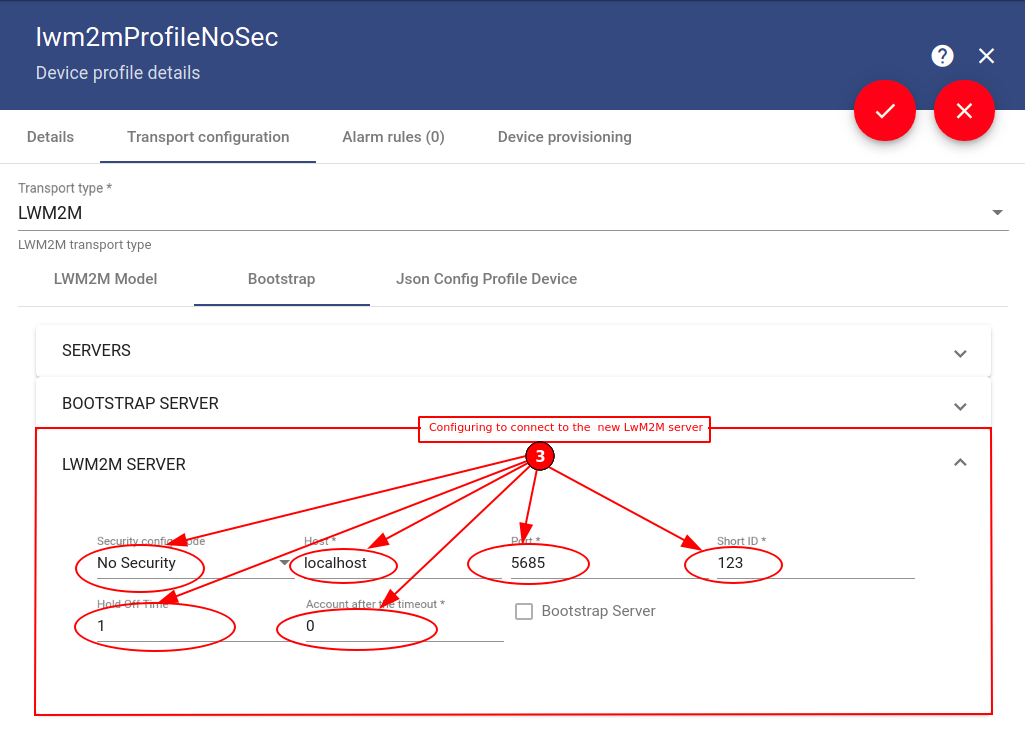 lwm2mProfileNoSec
Device profile details
?
Details Transport configuration Alarm rules (0) Device provisioning
Transport type *
LWM2M
LWM2M transport type
LWM2M Model Bootstrap Json Config Profile Device
SERVERS
BOOTSTRAP SERVER
Configuring to connect to the new LwM2M server
3
LWM2M SERVER
Security config mode Host * Port * Short ID *
No Security localhost 5685 123
Hold Off Time Account after the timeout *
1 0 Bootstrap Server